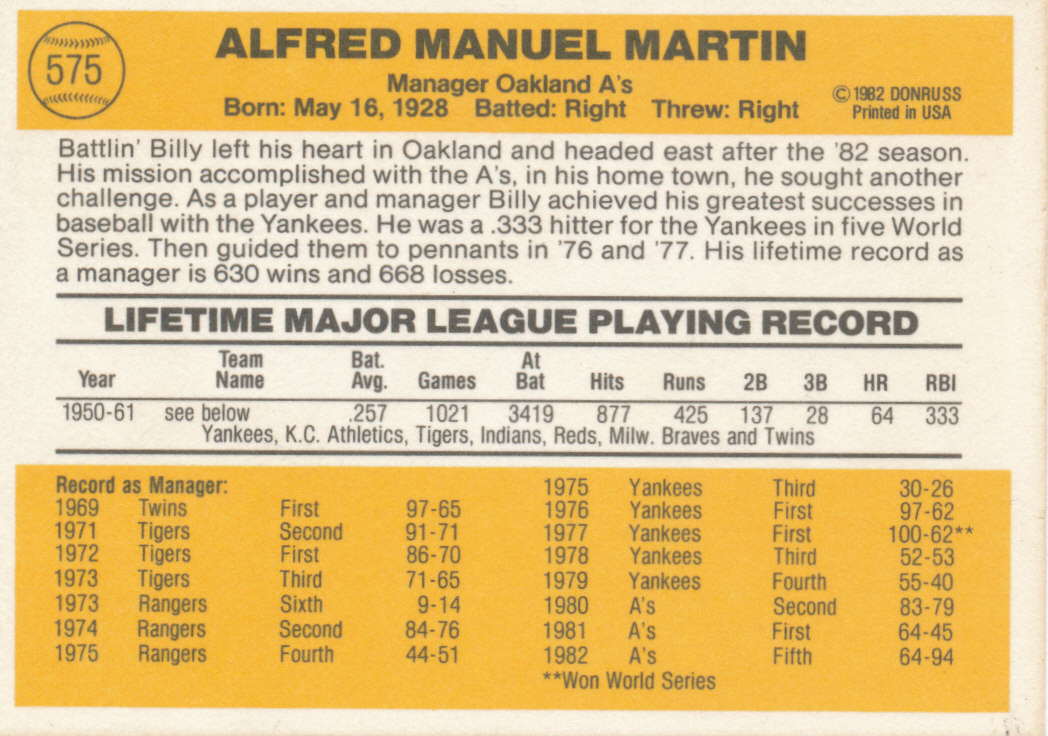 575
ALFRED MANUEL MARTIN
Manager Oakland A's
Born: May 16, 1928 Batted: Right Threw: Right
© 1982 DONRUSS
Printed in USA
Battlin' Billy left his heart in Oakland and headed east after the '82 season.
His mission accomplished with the A's, in his home town, he sought another
challenge. As a player and manager Billy achieved his greatest successes in
baseball with the Yankees. He was a .333 hitter for the Yankees in five World
Series. Then guided them to pennants in '76 and '77. His lifetime record as
a manager is 630 wins and 668 losses.
LIFETIME MAJOR LEAGUE PLAYING RECORD
Year Team Name Bat. Avg. Games At Bat Hits Runs 2B 3B HR RBI
1950-61 see below .257 1021 3419 877 425 137 28 64 333
Yankees, K.C. Athletics, Tigers, Indians, Reds, Milw. Braves and Twins
Record as Manager:
1969 Twins First 97-65
1971 Tigers Second 91-71
1972 Tigers First 86-70
1973 Tigers Third 71-65
1973 Rangers Sixth 9-14
1974 Rangers Second 84-76
1975 Rangers Fourth 44-51
1975 Yankees Third 30-26
1976 Yankees First 97-62
1977 Yankees First 100-62**
1978 Yankees Third 52-53
1979 Yankees Fourth 55-40
1980 A's Second 83-79
1981 A's First 64-45
1982 A's Fifth 64-94
**Won World Series